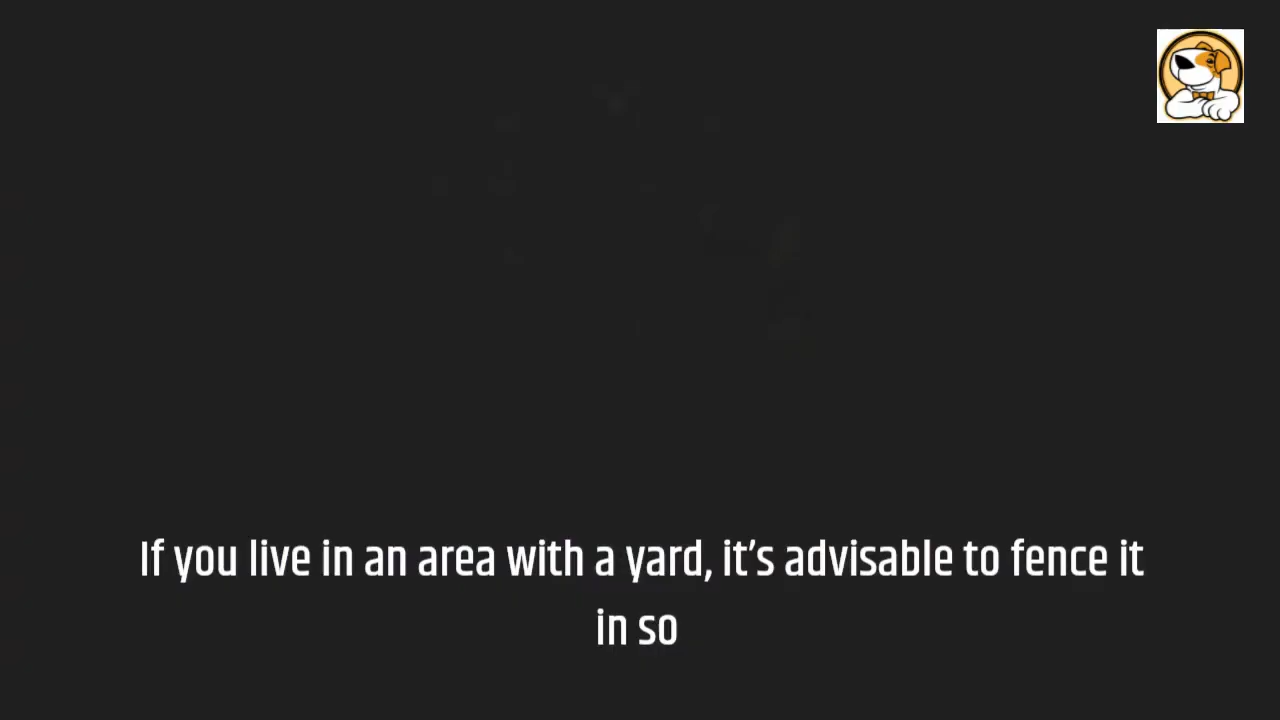 If you live in an area with a yard, it’s advisable to fence it
in so